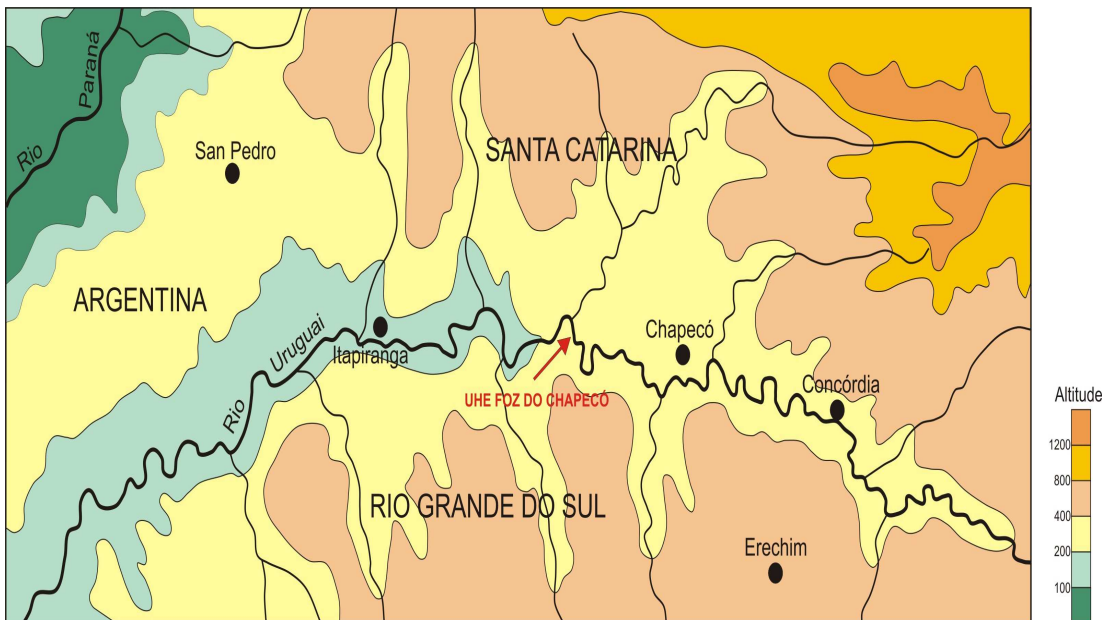 Rio Paraná
San Pedro
SANTA CATARINA
ARGENTINA
Rio Uruguai
Itapiranga
Chapecó
UHE FOZ DO CHAPECÓ
Concórdia
RIO GRANDE DO SUL
Erechim
Altitude
1200
800
400
200
100